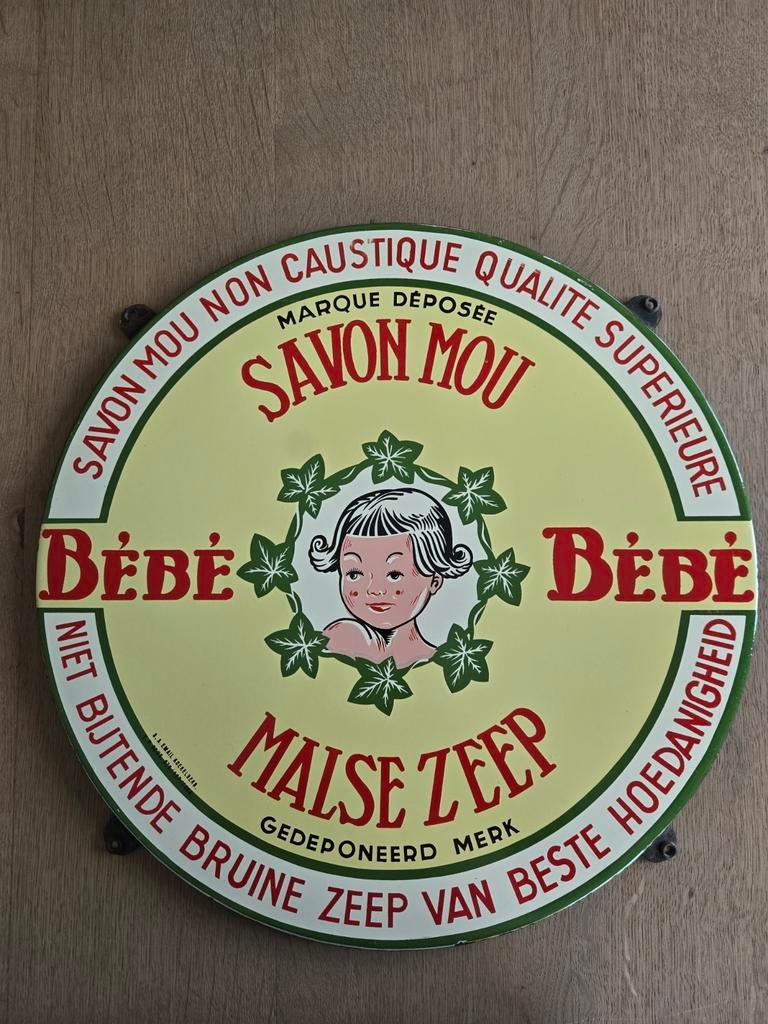 SAVON MOU NON CAUSTIQUE QUALITE SUPERIEURE
MARQUE DÉPOSÉE
SAVON MOU
BÉBÉ BÉBÉ
MALSE ZEEP
GEDEPONEERD MERK
NIET BIJTENDE BRUINE ZEEP VAN BESTE HOEDANIGHEID
S.A. EMAIL